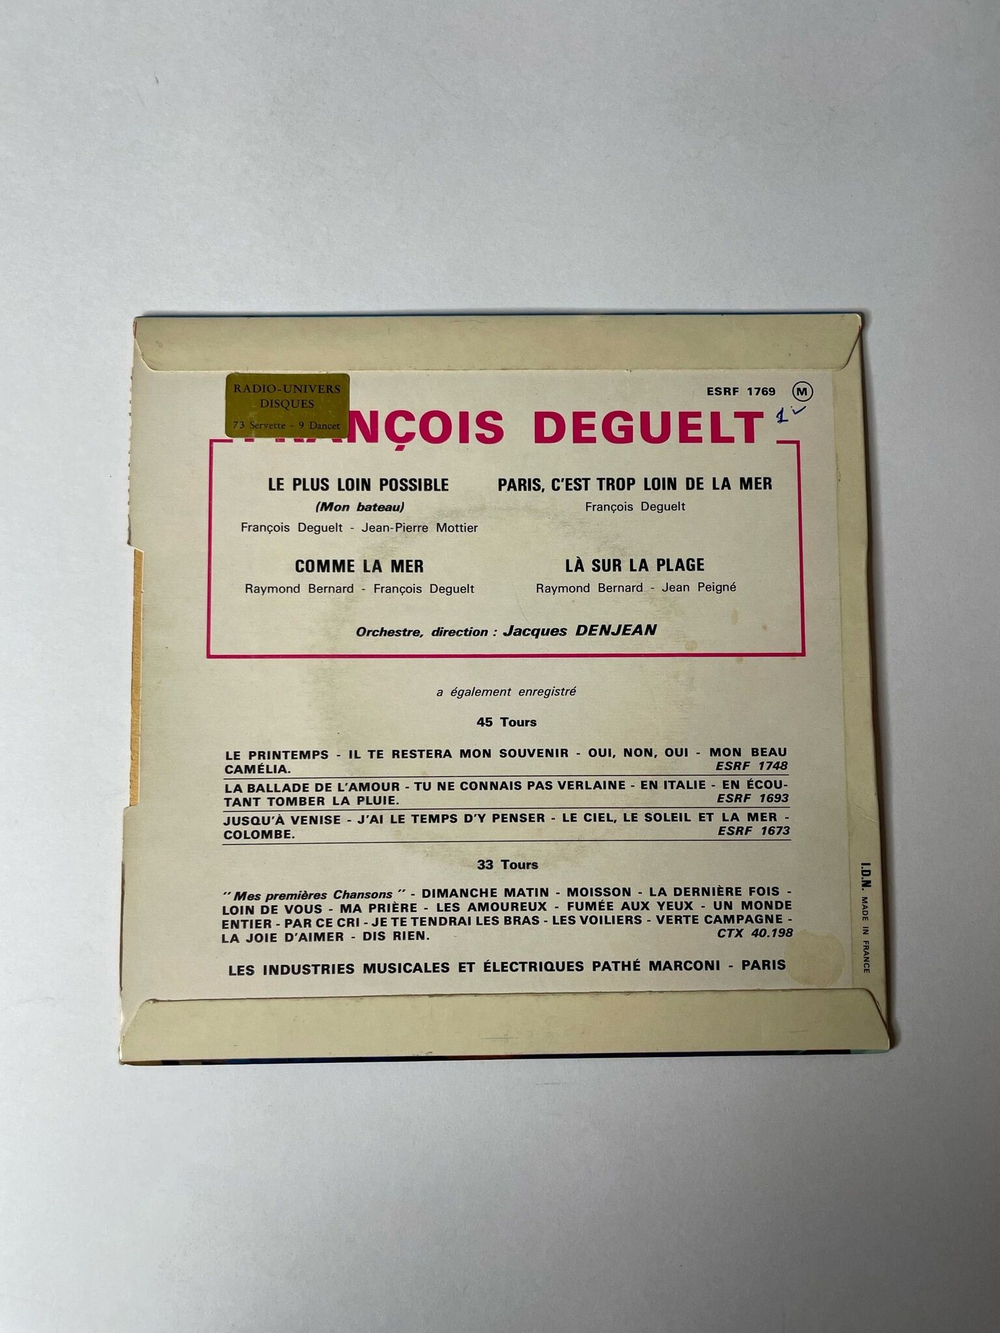 RADIO-UNIVERS
DISQUES
73 Servette - 9 Dancet
ESRF 1769 M
1
FRANÇOIS DEGUELT
LE PLUS LOIN POSSIBLE
(Mon bateau)
François Deguelt - Jean-Pierre Mottier
PARIS, C'EST TROP LOIN DE LA MER
François Deguelt
COMME LA MER
Raymond Bernard - François Deguelt
LÀ SUR LA PLAGE
Raymond Bernard - Jean Peigné
Orchestre, direction : Jacques DENJEAN
a également enregistré
45 Tours
LE PRINTEMPS - IL TE RESTERA MON SOUVENIR - OUI, NON, OUI - MON BEAU
CAMÉLIA. ESRF 1748
LA BALLADE DE L'AMOUR - TU NE CONNAIS PAS VERLAINE - EN ITALIE - EN ÉCOU-
TANT TOMBER LA PLUIE. ESRF 1693
JUSQU'À VENISE - J'AI LE TEMPS D'Y PENSER - LE CIEL, LE SOLEIL ET LA MER -
COLOMBE. ESRF 1673
33 Tours
"Mes premières Chansons" - DIMANCHE MATIN - MOISSON - LA DERNIÈRE FOIS -
LOIN DE VOUS - MA PRIÈRE - LES AMOUREUX - FUMÉE AUX YEUX - UN MONDE
ENTIER - PAR CE CRI - JE TE TENDRAI LES BRAS - LES VOILIERS - VERTE CAMPAGNE -
LA JOIE D'AIMER - DIS RIEN. CTX 40.198
LES INDUSTRIES MUSICALES ET ÉLECTRIQUES PATHÉ MARCONI - PARIS
I.D.N. MADE IN FRANCE